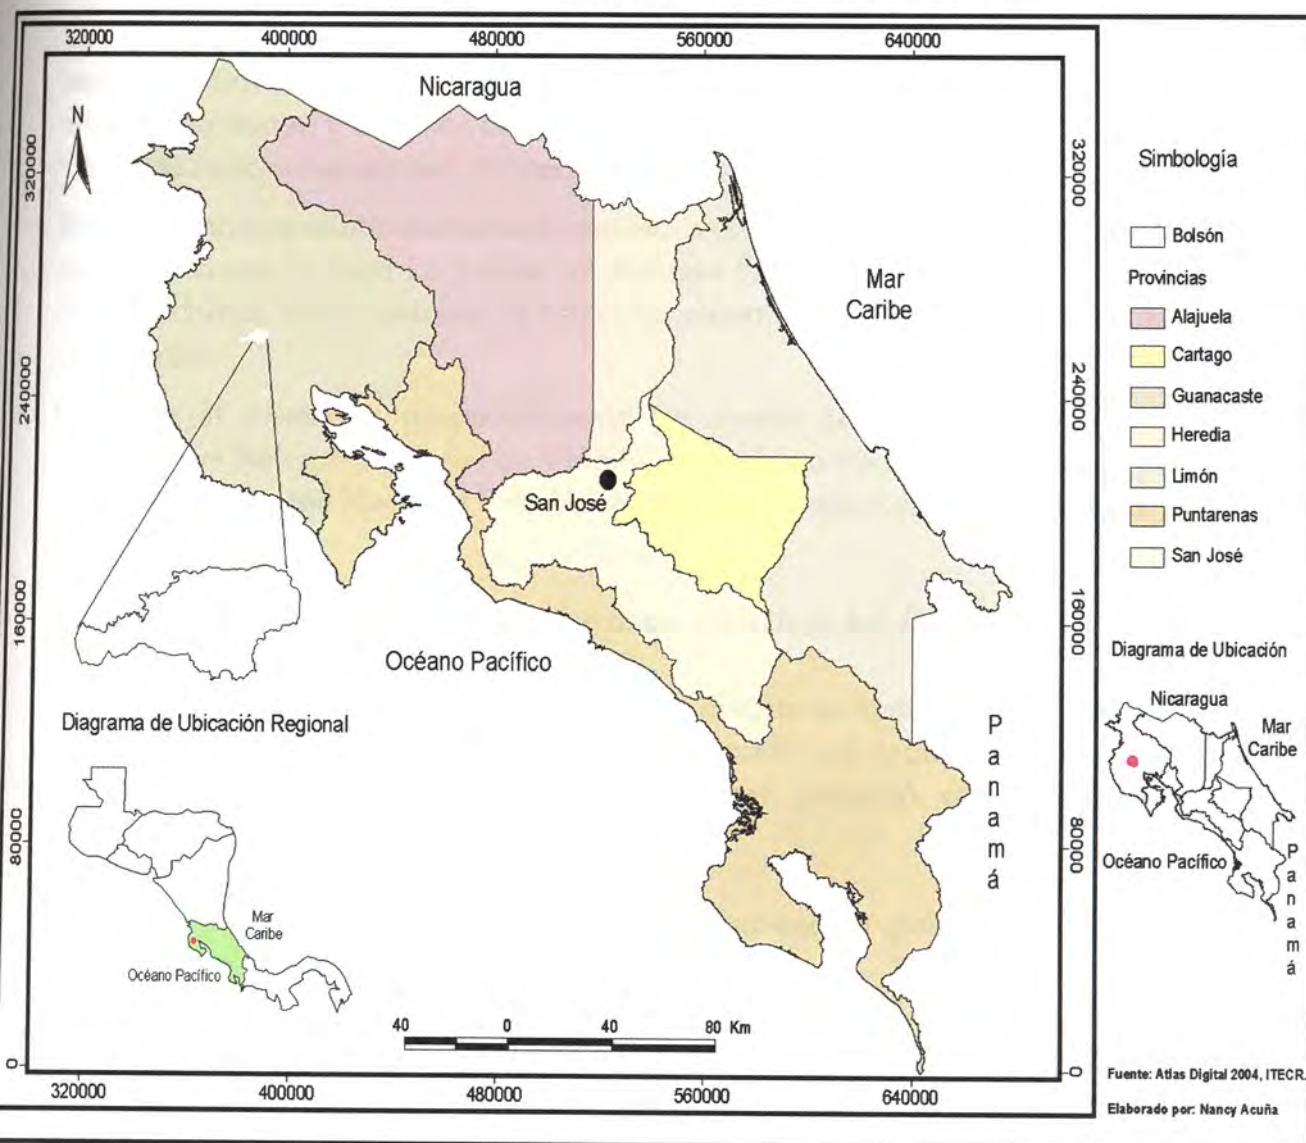 320000 400000 480000 560000 640000
Nicaragua
N
320000
240000
160000
80000
0
320000
240000
160000
80000
0
Mar
Caribe
San José
Océano Pacífico
Panamá
Diagrama de Ubicación Regional
Mar
Caribe
Océano Pacífico
40 0 40 80 Km
320000 400000 480000 560000 640000
Simbología
Bolsón
Provincias
Alajuela
Cartago
Guanacaste
Heredia
Limón
Puntarenas
San José
Diagrama de Ubicación
Nicaragua
Mar
Caribe
Océano Pacífico
Panamá
Fuente: Atlas Digital 2004, ITECR.
Elaborado por: Nancy Acuña